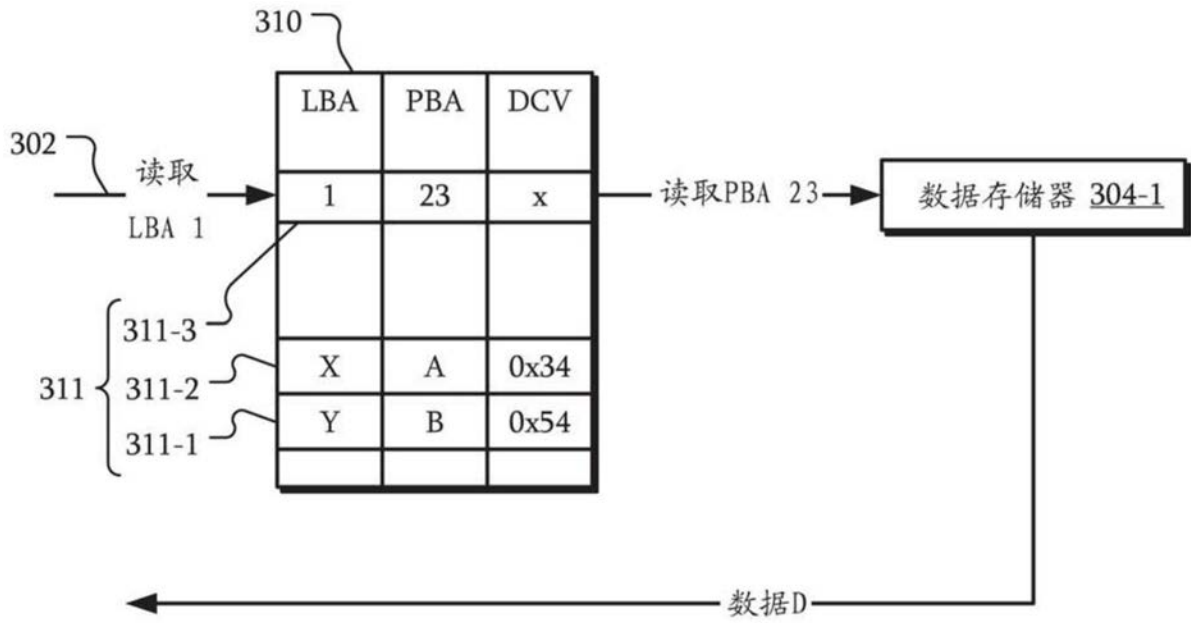 310
LBA PBA DCV
302
读取
LBA 1
1 23 x
读取PBA 23
数据存储器 304-1
311-3
311
311-2
X A 0x34
311-1
Y B 0x54
数据D